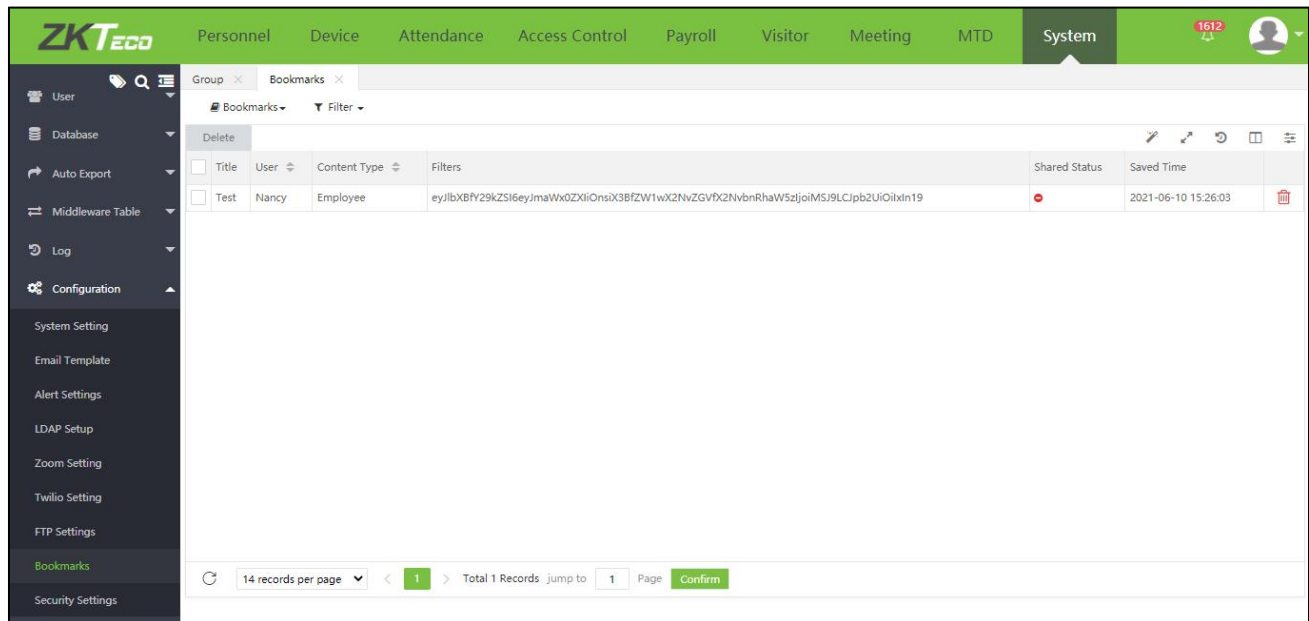 ZKTeco Personnel Device Attendance Access Control Payroll Visitor Meeting MTD System 1612
User
Database
Auto Export
Middleware Table
Log
Configuration
System Setting
Email Template
Alert Settings
LDAP Setup
Zoom Setting
Twilio Setting
FTP Settings
Bookmarks
Security Settings
Group Bookmarks
Bookmarks Filter
Delete
Title User Content Type Filters Shared Status Saved Time
Test Nancy Employee 2021-06-10 15:26:03
14 records per page 1 Total 1 Records jump to 1 Page Confirm